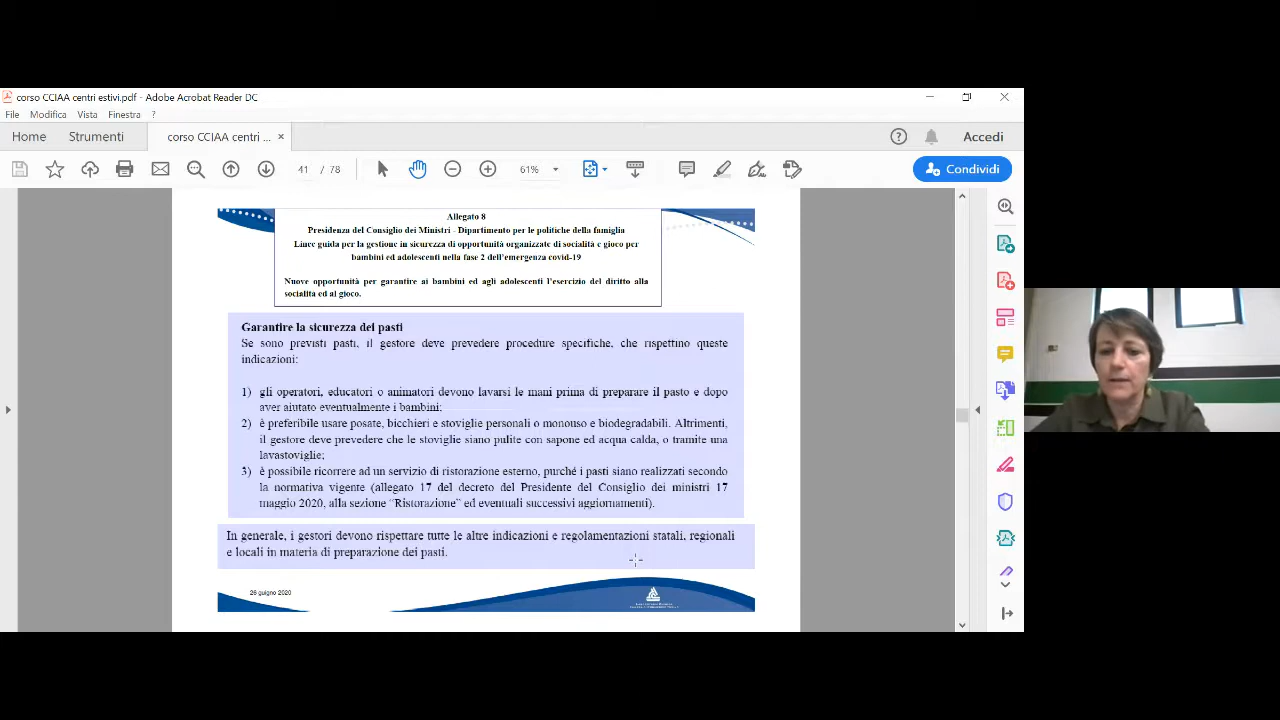 corso CCIAA centri estivi.pdf - Adobe Acrobat Reader DC
File Modifica Vista Finestra ?
Home Strumenti corso CCIAA centri ... × Accedi
41 / 78 61% Condividi
Allegato 8
Presidenza del Consiglio dei Ministri - Dipartimento per le politiche della famiglia
Linee guida per la gestione in sicurezza di opportunità organizzate di socialità e gioco per
bambini ed adolescenti nella fase 2 dell'emergenza covid-19
Nuove opportunità per garantire ai bambini ed agli adolescenti l'esercizio del diritto alla
socialità ed al gioco.
Garantire la sicurezza dei pasti
Se sono previsti pasti, il gestore deve prevedere procedure specifiche, che rispettino queste
indicazioni:
1) gli operatori, educatori o animatori devono lavarsi le mani prima di preparare il pasto e dopo
aver aiutato eventualmente i bambini;
2) è preferibile usare posate, bicchieri e stoviglie personali o monouso e biodegradabili. Altrimenti,
il gestore deve prevedere che le stoviglie siano pulite con sapone ed acqua calda, o tramite una
lavastoviglie;
3) è possibile ricorrere ad un servizio di ristorazione esterno, purché i pasti siano realizzati secondo
la normativa vigente (allegato 17 del decreto del Presidente del Consiglio dei ministri 17
maggio 2020, alla sezione "Ristorazione" ed eventuali successivi aggiornamenti).
In generale, i gestori devono rispettare tutte le altre indicazioni e regolamentazioni statali, regionali
e locali in materia di preparazione dei pasti.
26 guigno 2020